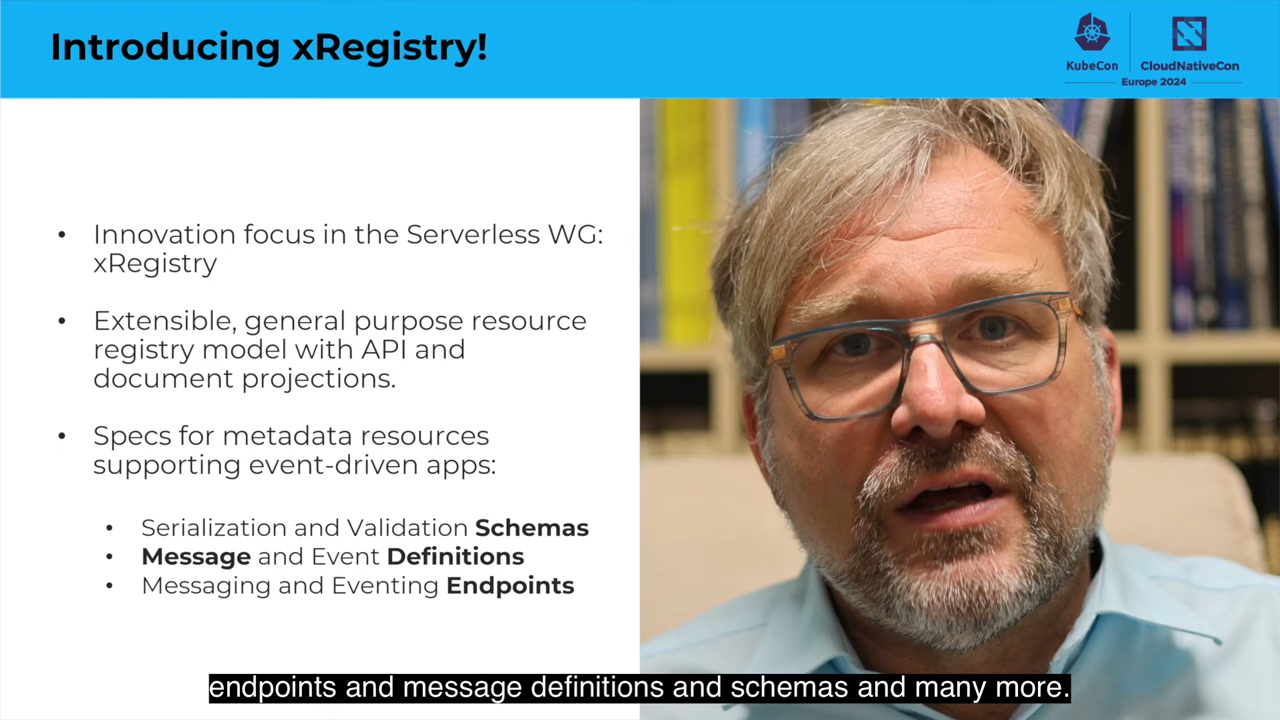 Introducing xRegistry!
KubeCon
CloudNativeCon
Europe 2024
• Innovation focus in the Serverless WG:
xRegistry
• Extensible, general purpose resource
registry model with API and
document projections.
• Specs for metadata resources
supporting event-driven apps:
• Serialization and Validation Schemas
• Message and Event Definitions
• Messaging and Eventing Endpoints
endpoints and message definitions and schemas and many more.